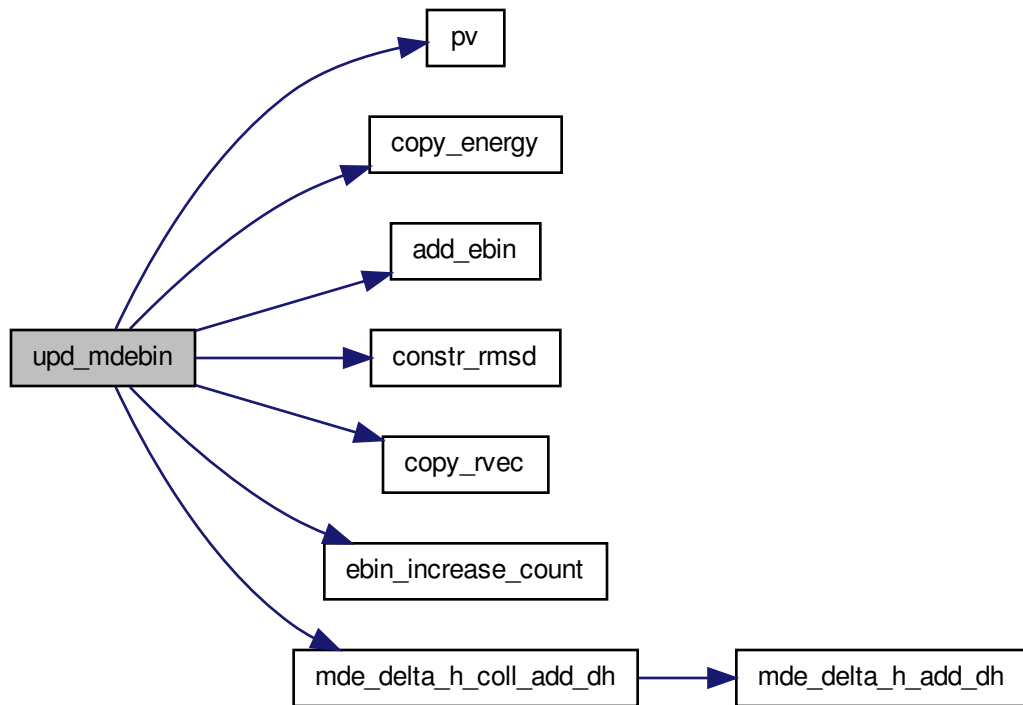 pv
copy_energy
add_ebin
upd_mdebin
constr_rmsd
copy_rvec
ebin_increase_count
mde_delta_h_coll_add_dh
mde_delta_h_add_dh